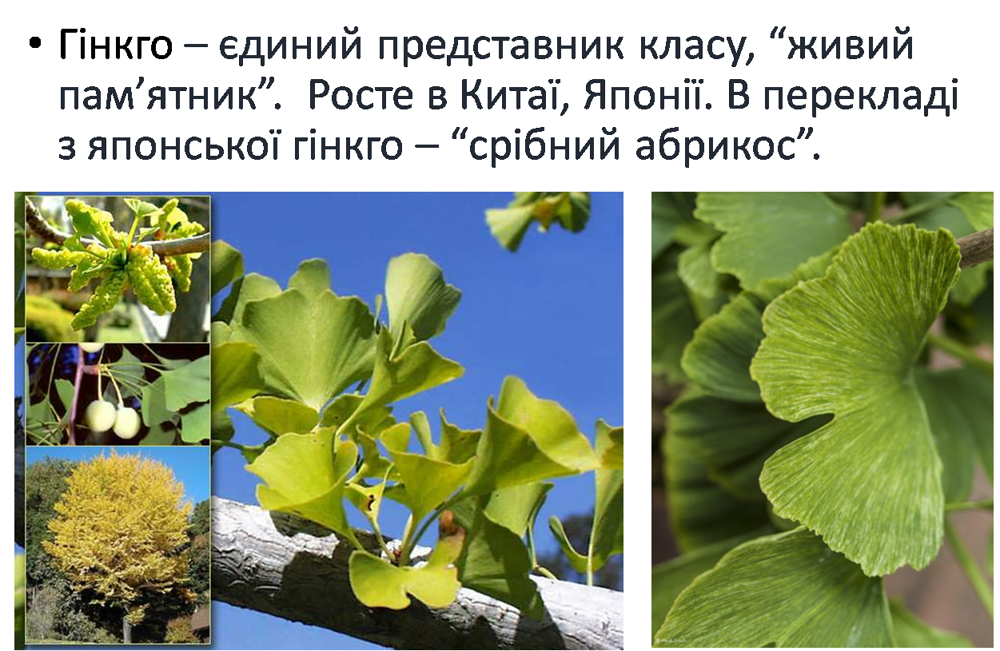 • Гінкго – єдиний представник класу, “живий
пам’ятник”.  Росте в Китаї, Японії. В перекладі
з японської гінкго – “срібний абрикос”.